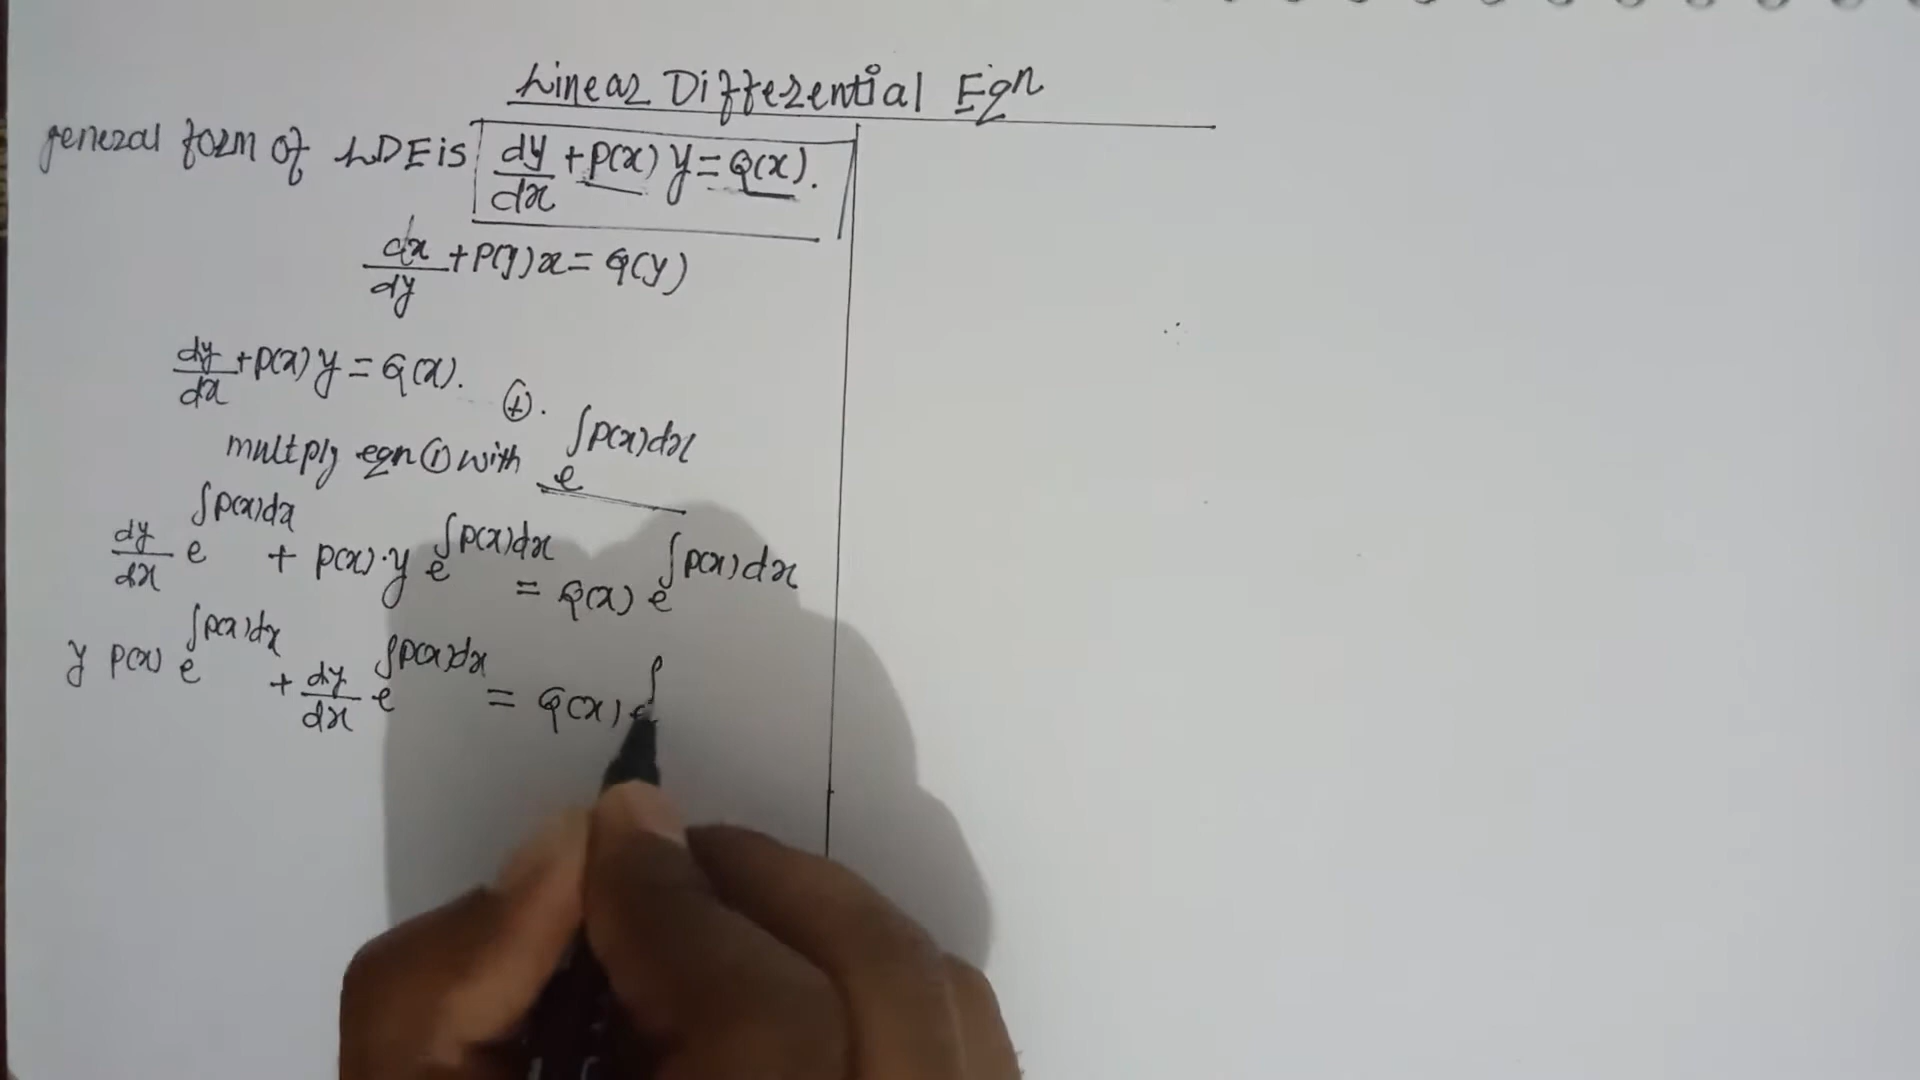 Linear Differential Eqn
general form of LDE is dy/dx + P(x) y = Q(x).
dx/dy + P(y) x = Q(y)
dy/dx + P(x) y = Q(x). ①.
multply eqn ① with e^∫P(x)dx
dy/dx e^∫P(x)dx + P(x)·y e^∫P(x)dx = Q(x) e^∫P(x)dx
y P(x) e^∫P(x)dx + dy/dx e^∫P(x)dx = Q(x) e^∫